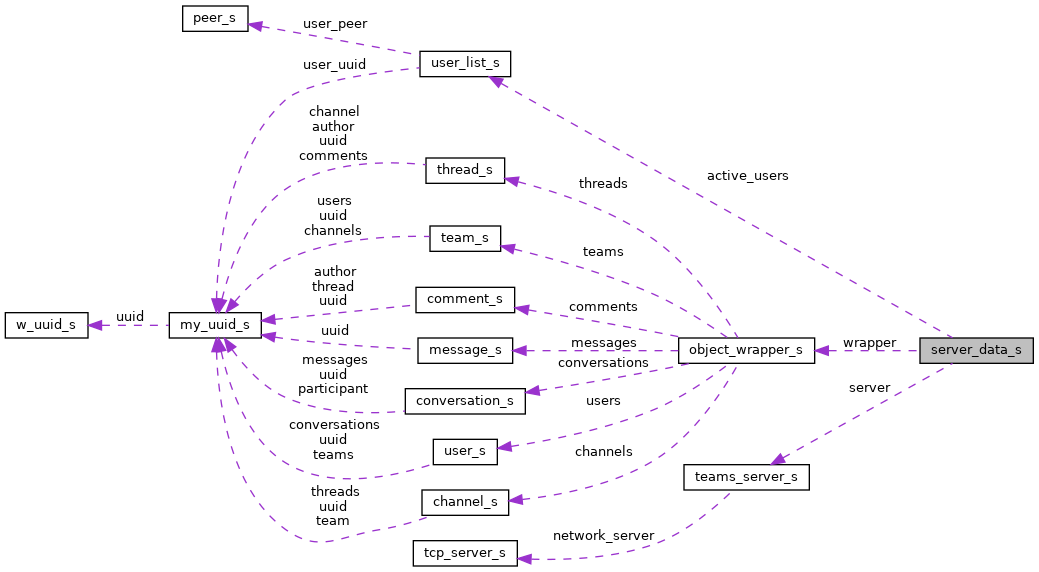 peer_s
user_peer
user_list_s
user_uuid
channel
author
uuid
comments
thread_s
active_users
threads
users
uuid
channels
team_s
teams
author
thread
uuid
comment_s
comments
w_uuid_s
uuid
my_uuid_s
uuid
message_s
messages
object_wrapper_s
wrapper
server_data_s
messages
uuid
participant
conversation_s
conversations
server
conversations
uuid
teams
user_s
users
channels
teams_server_s
threads
uuid
team
channel_s
network_server
tcp_server_s